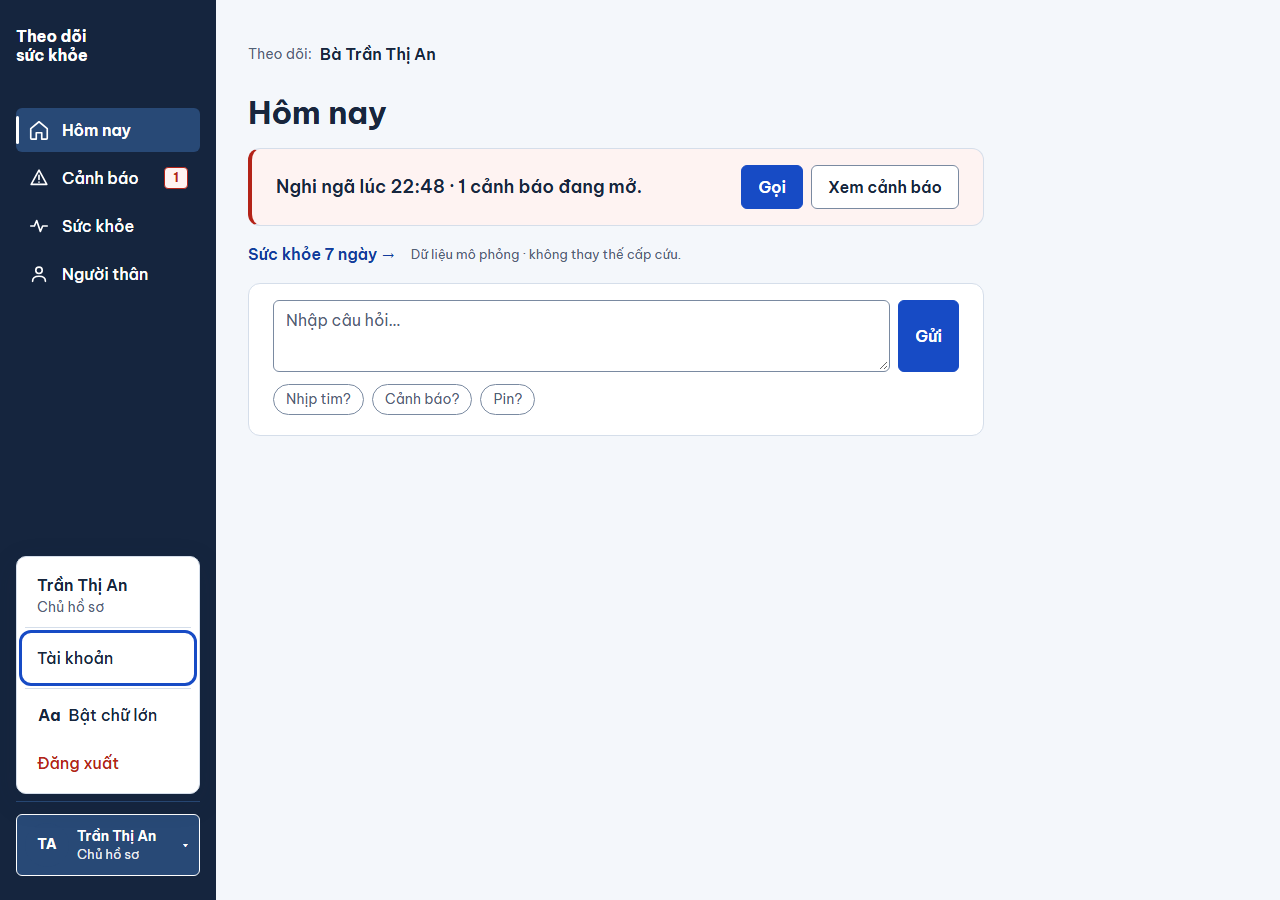 Theo dõi
sức khỏe
Hôm nay
Cảnh báo 1
Sức khỏe
Người thân
Trần Thị An
Chủ hồ sơ
Tài khoản
Aa Bật chữ lớn
Đăng xuất
TA
Trần Thị An
Chủ hồ sơ
Theo dõi: Bà Trần Thị An
Hôm nay
Nghi ngã lúc 22:48 · 1 cảnh báo đang mở.
Gọi
Xem cảnh báo
Sức khỏe 7 ngày → Dữ liệu mô phỏng · không thay thế cấp cứu.
Nhập câu hỏi...
Gửi
Nhịp tim? Cảnh báo? Pin?